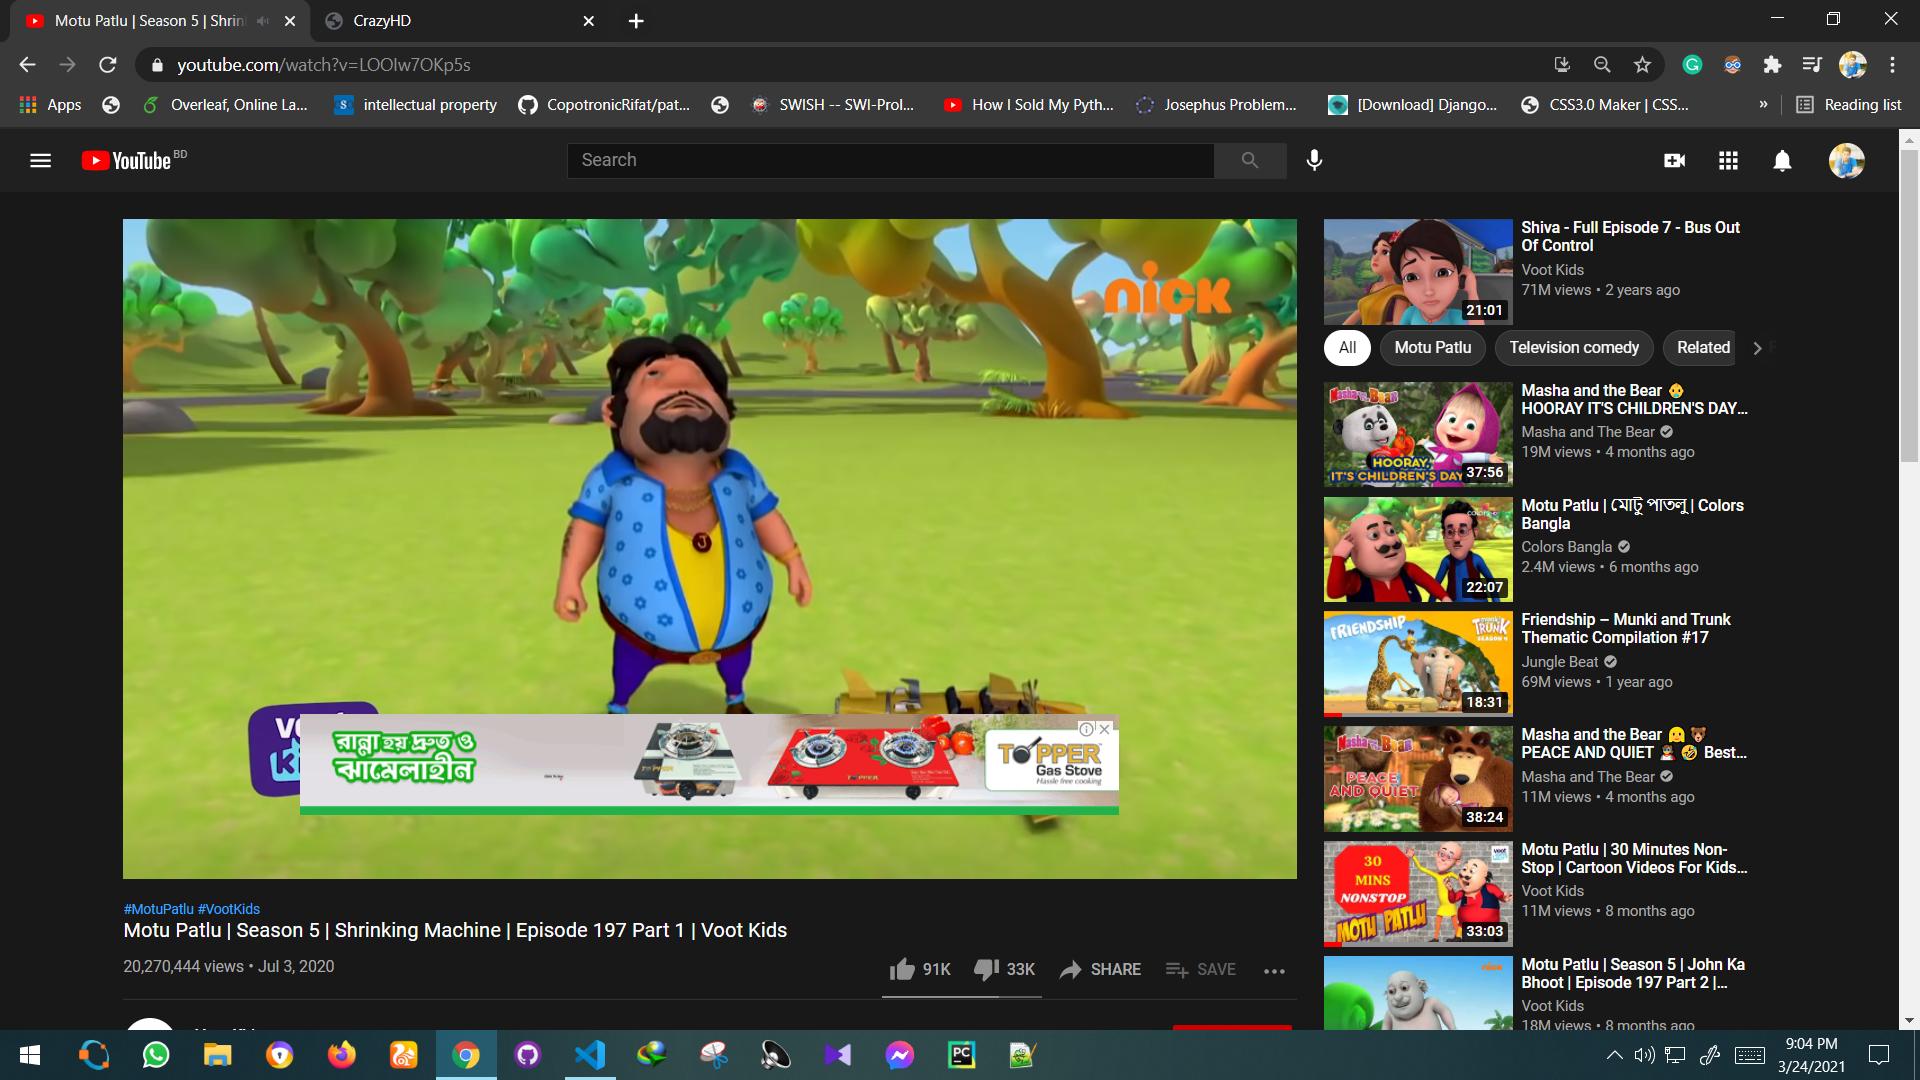 Motu Patlu | Season 5 | Shrin
CrazyHD
youtube.com/watch?v=LOOIw7OKp5s
Apps
Overleaf, Online La...
intellectual property
CopotronicRifat/pat...
SWISH -- SWI-Prol...
How I Sold My Pyth...
Josephus Problem...
[Download] Django...
CSS3.0 Maker | CSS...
»
Reading list
YouTube BD
Search
nick
J
রান্না হয় দ্রুত ও
ঝামেলাহীন
TOPPER
TOPPER
TOPPER
Gas Stove
Hassle free cooking
#MotuPatlu #VootKids
Motu Patlu | Season 5 | Shrinking Machine | Episode 197 Part 1 | Voot Kids
20,270,444 views • Jul 3, 2020
91K
33K
SHARE
SAVE
Shiva - Full Episode 7 - Bus Out
Of Control
Voot Kids
71M views • 2 years ago
21:01
All
Motu Patlu
Television comedy
Related
Masha and the Bear 👶
HOORAY IT'S CHILDREN'S DAY...
Masha and The Bear
19M views • 4 months ago
HOORAY,
IT'S CHILDREN'S DAY
37:56
Motu Patlu | মোটু পাতলু | Colors
Bangla
Colors Bangla
2.4M views • 6 months ago
22:07
Friendship – Munki and Trunk
Thematic Compilation #17
Jungle Beat
69M views • 1 year ago
FRIENDSHIP
TRUNK
18:31
Masha and the Bear 👱‍♀️ 🐻
PEACE AND QUIET 🤣 Best...
Masha and The Bear
11M views • 4 months ago
PEACE
AND QUIET
38:24
Motu Patlu | 30 Minutes Non-
Stop | Cartoon Videos For Kids...
Voot Kids
11M views • 8 months ago
30
MINS
NONSTOP
MOTU PATLU
33:03
Motu Patlu | Season 5 | John Ka
Bhoot | Episode 197 Part 2 |...
Voot Kids
18M views • 8 months ago
PC
9:04 PM
3/24/2021